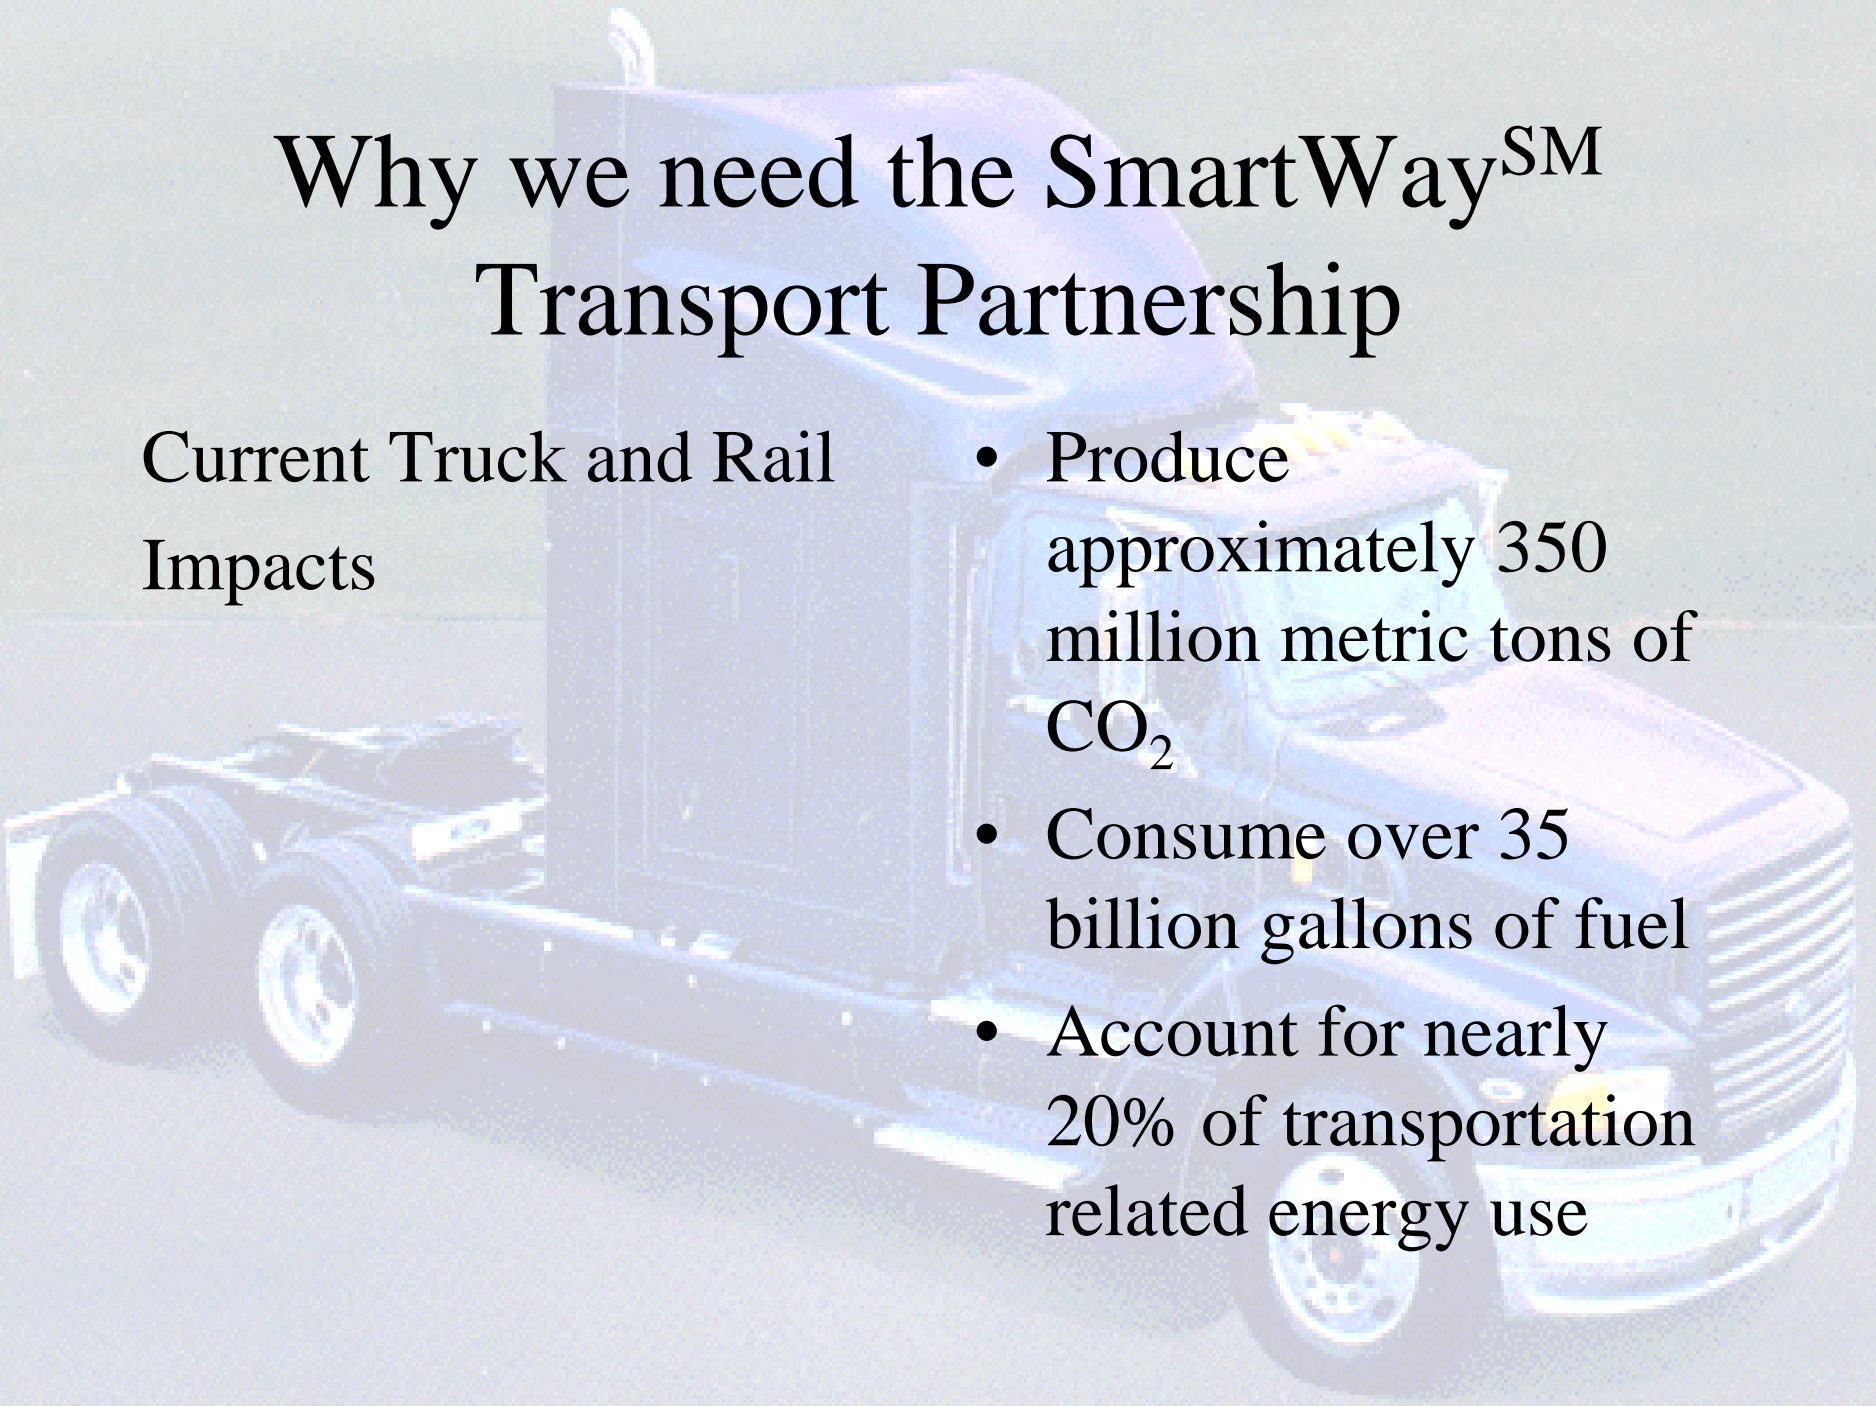 Why we need the SmartWay℠
Transport Partnership
Current Truck and Rail
Impacts
• Produce
approximately 350
million metric tons of
CO₂
• Consume over 35
billion gallons of fuel
• Account for nearly
20% of transportation
related energy use